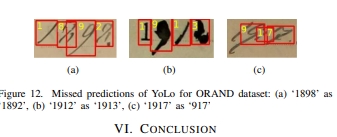 (a) (b) (c)
Figure 12. Missed predictions of YoLo for ORAND dataset: (a) ‘1898’ as
‘1892’, (b) ‘1912’ as ‘1913’, (c) ‘1917’ as ‘917’
VI. CONCLUSION